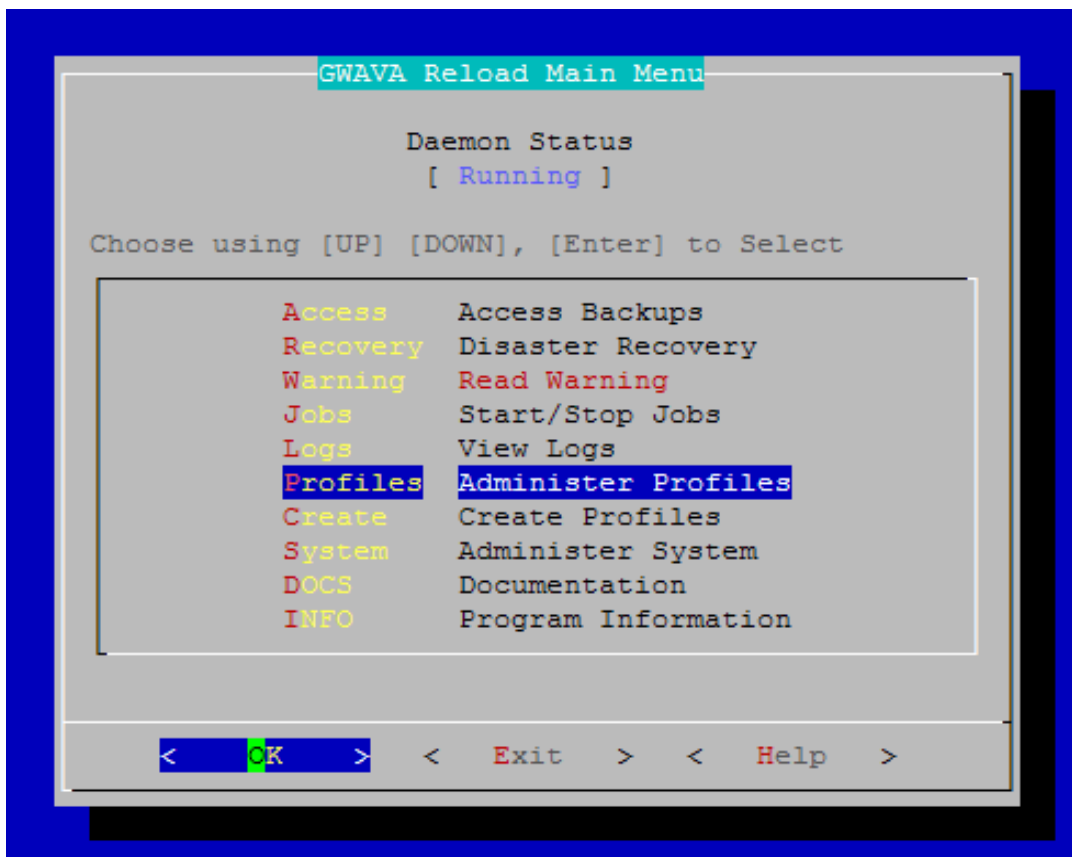 GWAVA Reload Main Menu
Daemon Status
[ Running ]
Choose using [UP] [DOWN], [Enter] to Select
Access Access Backups
Recovery Disaster Recovery
Warning Read Warning
Jobs Start/Stop Jobs
Logs View Logs
Profiles Administer Profiles
Create Create Profiles
System Administer System
DOCS Documentation
INFO Program Information
< OK > < Exit > < Help >